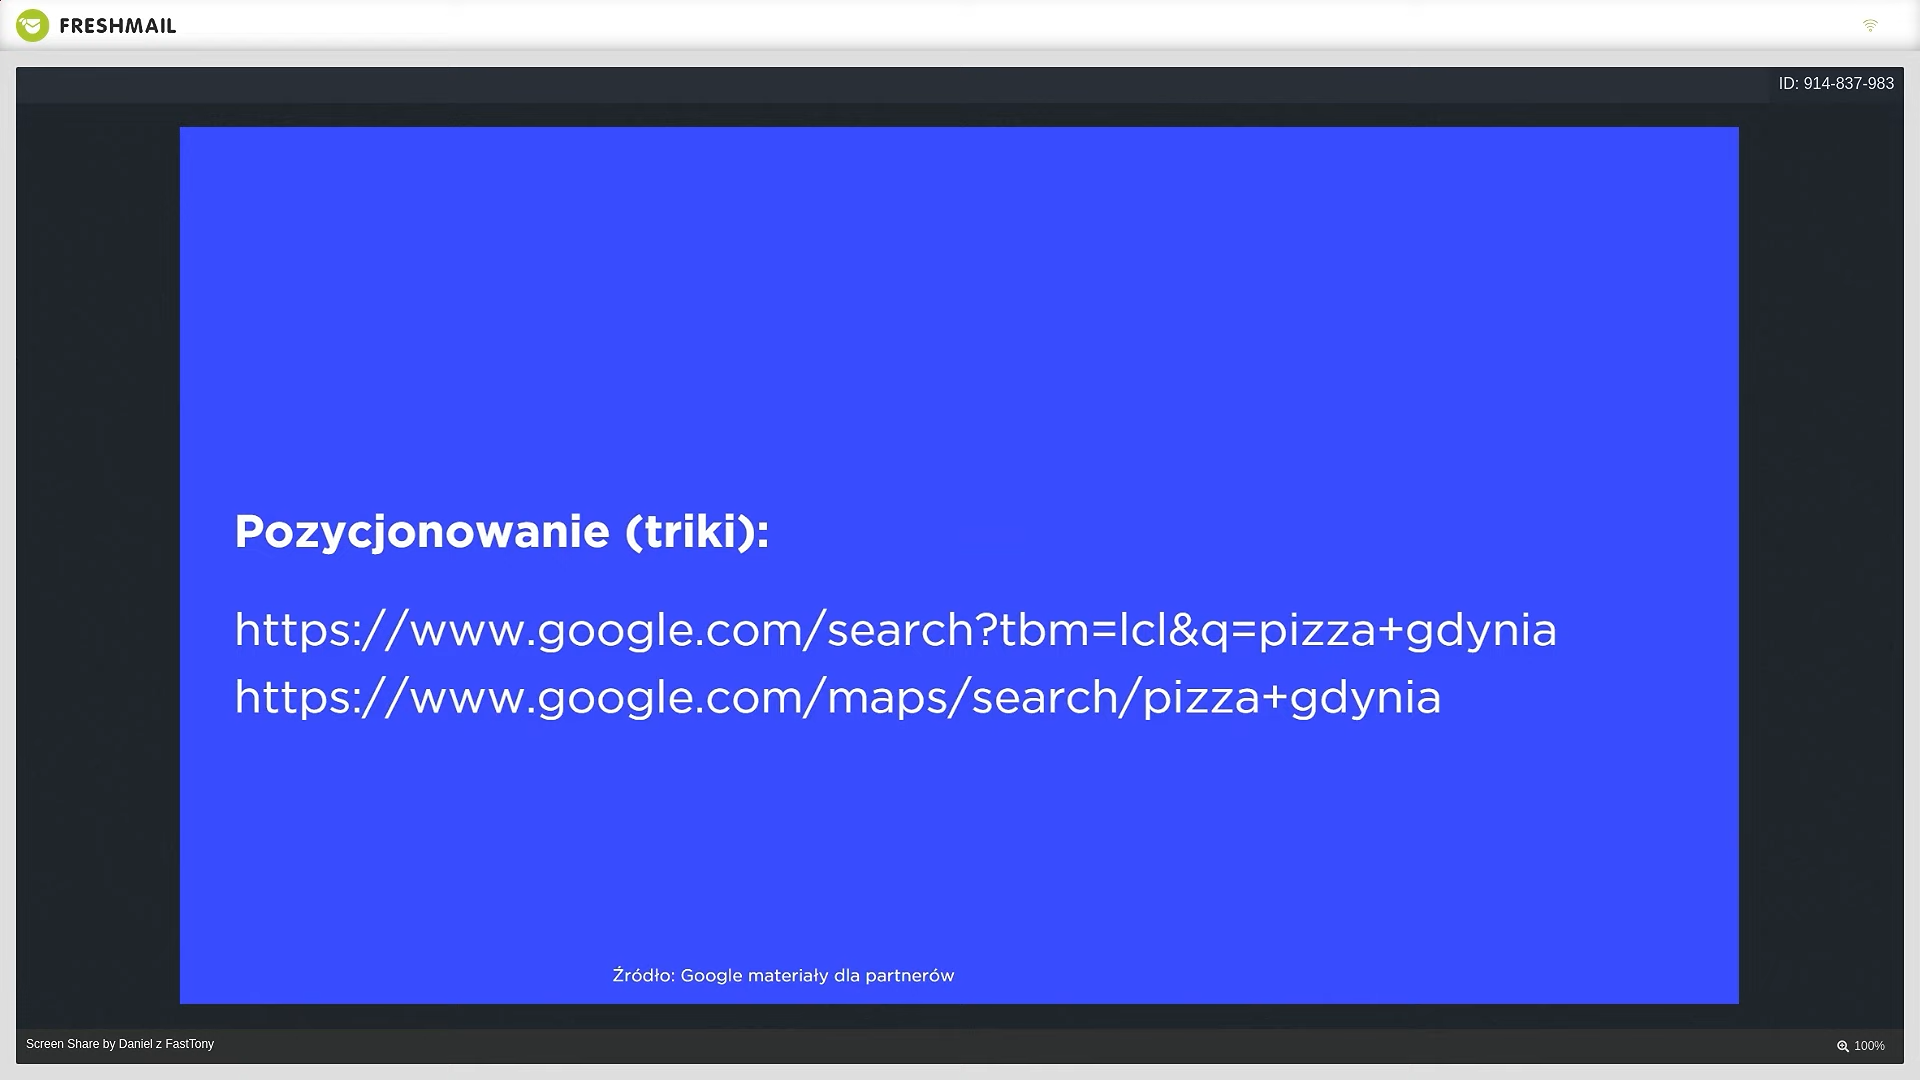 FRESHMAIL
ID: 914-837-983
Pozycjonowanie (triki):
https://www.google.com/search?tbm=lcl&q=pizza+gdynia
https://www.google.com/maps/search/pizza+gdynia
Źródło: Google materiały dla partnerów
Screen Share by Daniel z FastTony
100%